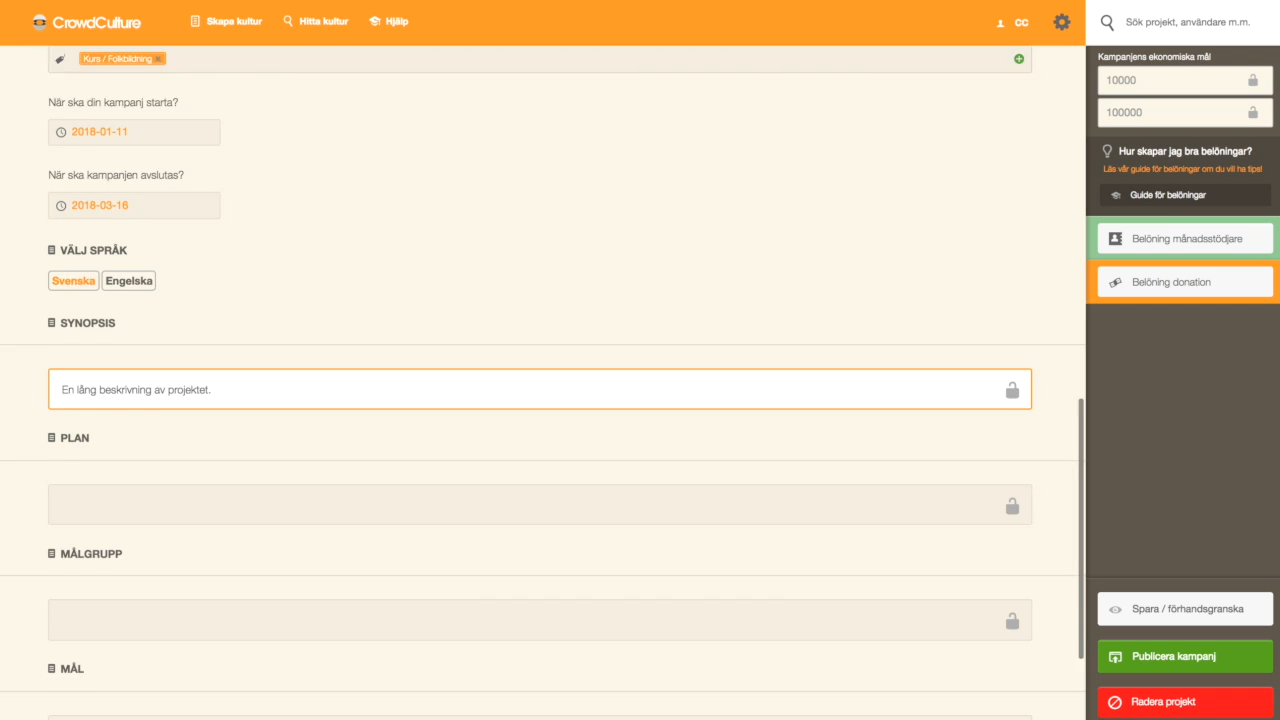 CrowdCulture
Skapa kultur
Hitta kultur
Hjälp
CC
Sök projekt, användare m.m.
Kurs / Folkbildning
När ska din kampanj starta?
2018-01-11
När ska kampanjen avslutas?
2018-03-16
VÄLJ SPRÅK
Svenska Engelska
SYNOPSIS
En lång beskrivning av projektet.
PLAN
MÅLGRUPP
MÅL
Kampanjens ekonomiska mål
10000
100000
Hur skapar jag bra belöningar?
Läs vår guide för belöningar om du vill ha tips!
Guide för belöningar
Belöning månadsstödjare
Belöning donation
Spara / förhandsgranska
Publicera kampanj
Radera projekt